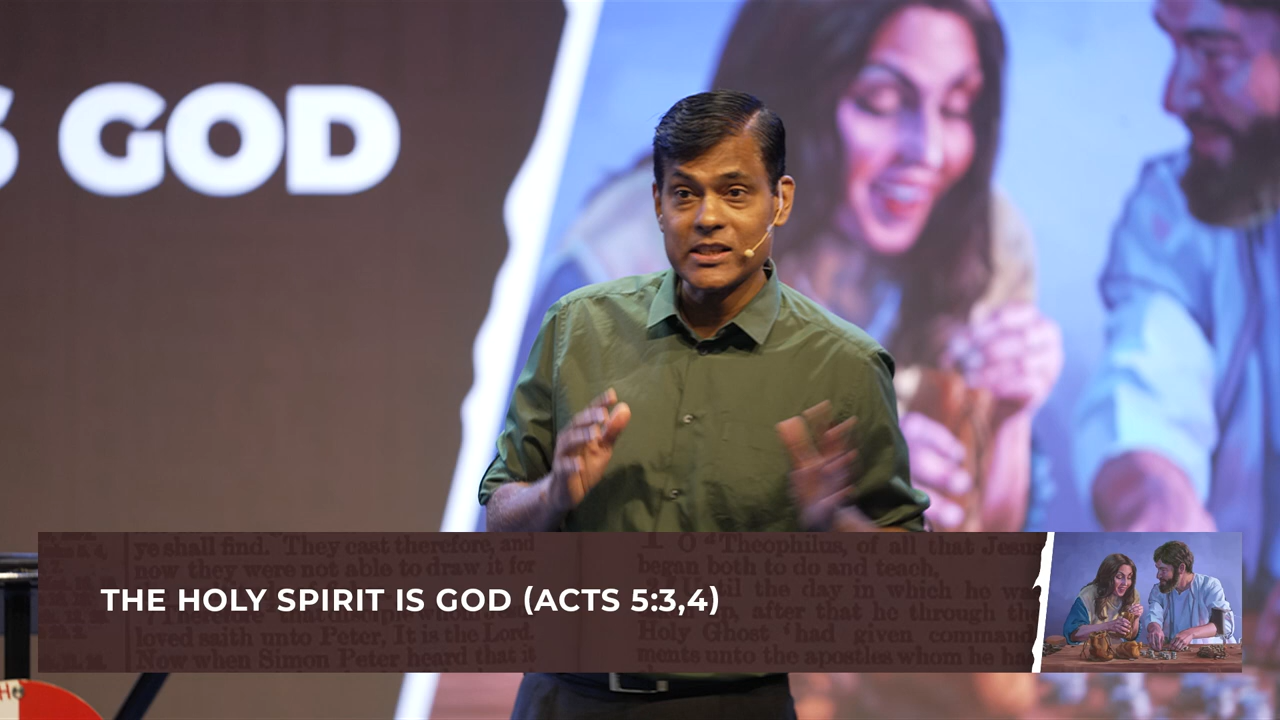 S GOD
ye shall find. They cast therefore, and
now they were not able to draw it for
loved saith unto Peter, It is the Lord.
Now when Simon Peter heard that it
O Theophilus, of all that Jesus
began both to do and teach,
the day in which he was
after that he through the
Holy Ghost had given command-
ments unto the apostles whom he had
THE HOLY SPIRIT IS GOD (ACTS 5:3,4)
He